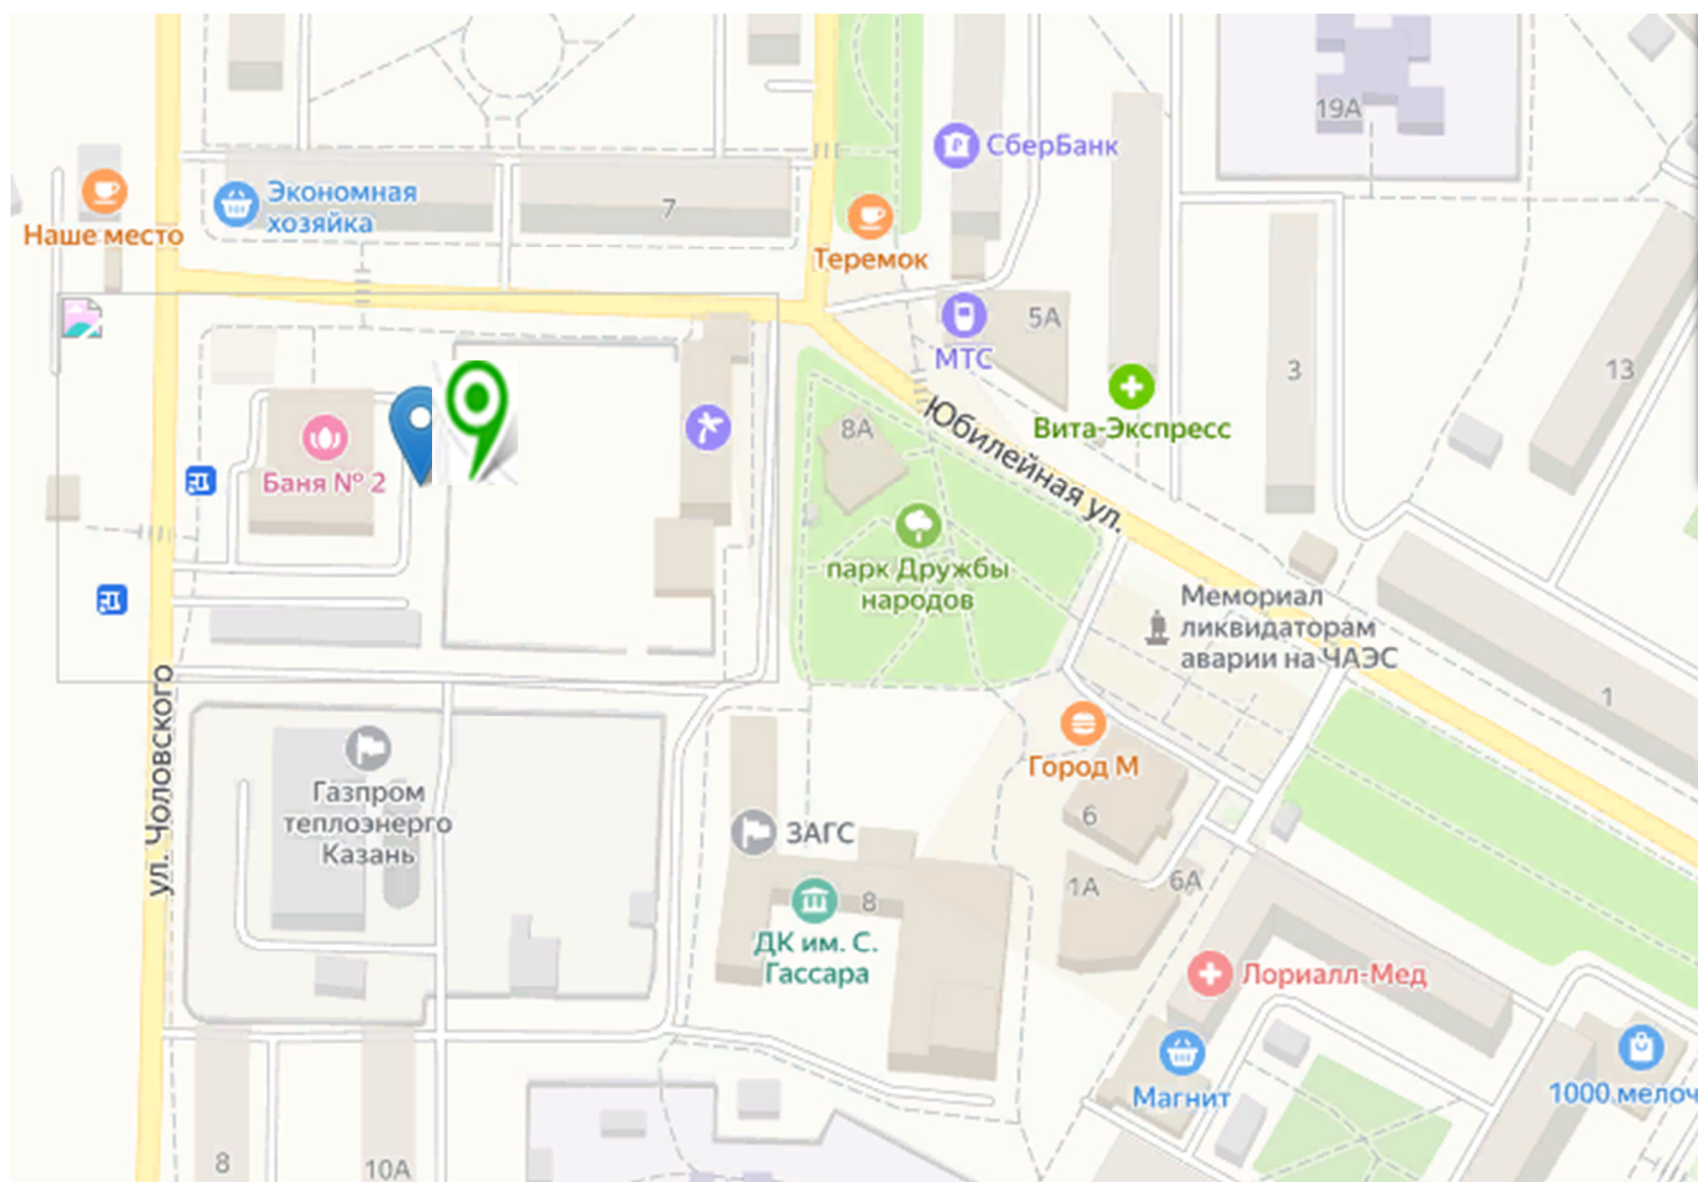 19А
СберБанк
Экономная
хозяйка
7
Наше место
Теремок
5А
МТС
3
13
Вита-Экспресс
8А
Юбилейная ул.
Баня № 2
парк Дружбы
народов
Мемориал
ликвидаторам
аварии на ЧАЭС
1
ул. Чоловского
Город М
6
Газпром
теплоэнерго
Казань
ЗАГС
1А
6А
8
ДК им. С.
Гассара
Лориалл-Мед
Магнит
1000 мелоч
8
10А